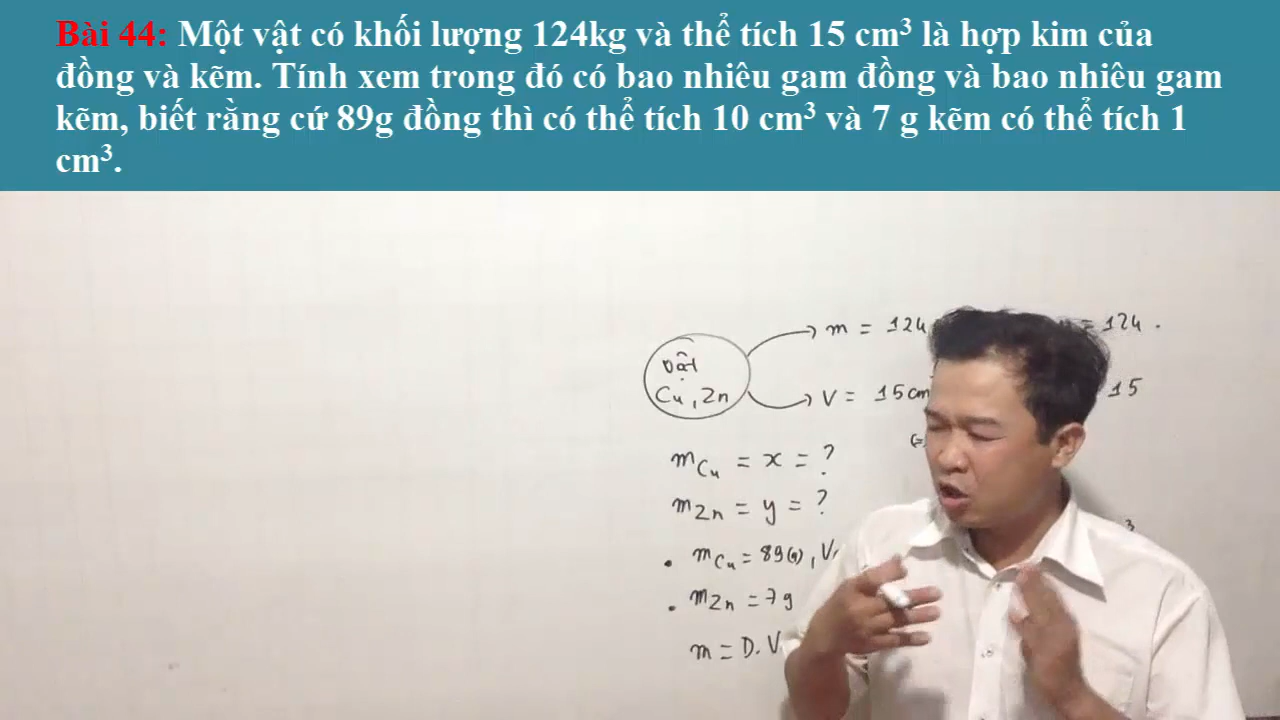 Bài 44: Một vật có khối lượng 124kg và thể tích 15 cm³ là hợp kim của
đồng và kẽm. Tính xem trong đó có bao nhiêu gam đồng và bao nhiêu gam
kẽm, biết rằng cứ 89g đồng thì có thể tích 10 cm³ và 7 g kẽm có thể tích 1
cm³.
m = 124 = 124.
Vật
Cu, Zn
V = 15cm 15
m_Cu = x = ?
m_Zn = y = ?
• m_Cu = 89(g), V
3
• m_Zn = 7g
m = D.V